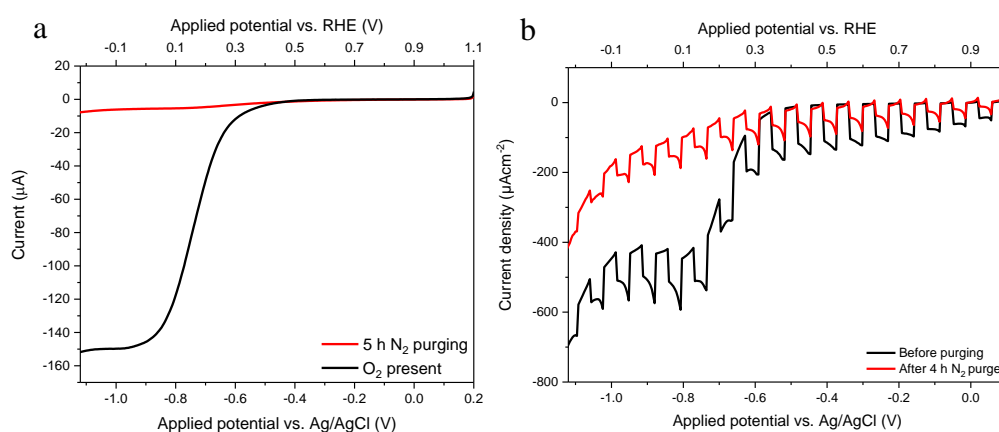 a
Applied potential vs. RHE (V)
-0.1 0.1 0.3 0.5 0.7 0.9 1.1
20
0
-20
-40
-60
-80
-100
-120
-140
-160
Current (μA)
5 h N₂ purging
O₂ present
-1.0 -0.8 -0.6 -0.4 -0.2 0.0 0.2
Applied potential vs. Ag/AgCl (V)
b
Applied potential vs. RHE
-0.1 0.1 0.3 0.5 0.7 0.9
0
-200
-400
-600
-800
Current density (μAcm⁻²)
Before purging
After 4 h N₂ purge
-1.0 -0.8 -0.6 -0.4 -0.2 0.0
Applied potential vs. Ag/AgCl (V)